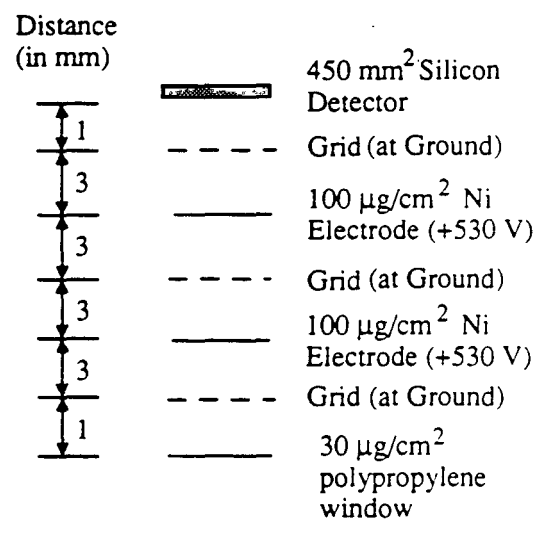 Distance
(in mm)
450 mm² Silicon
Detector
1
Grid (at Ground)
3
100 μg/cm² Ni
Electrode (+530 V)
3
Grid (at Ground)
3
100 μg/cm² Ni
Electrode (+530 V)
3
Grid (at Ground)
1
30 μg/cm²
polypropylene
window